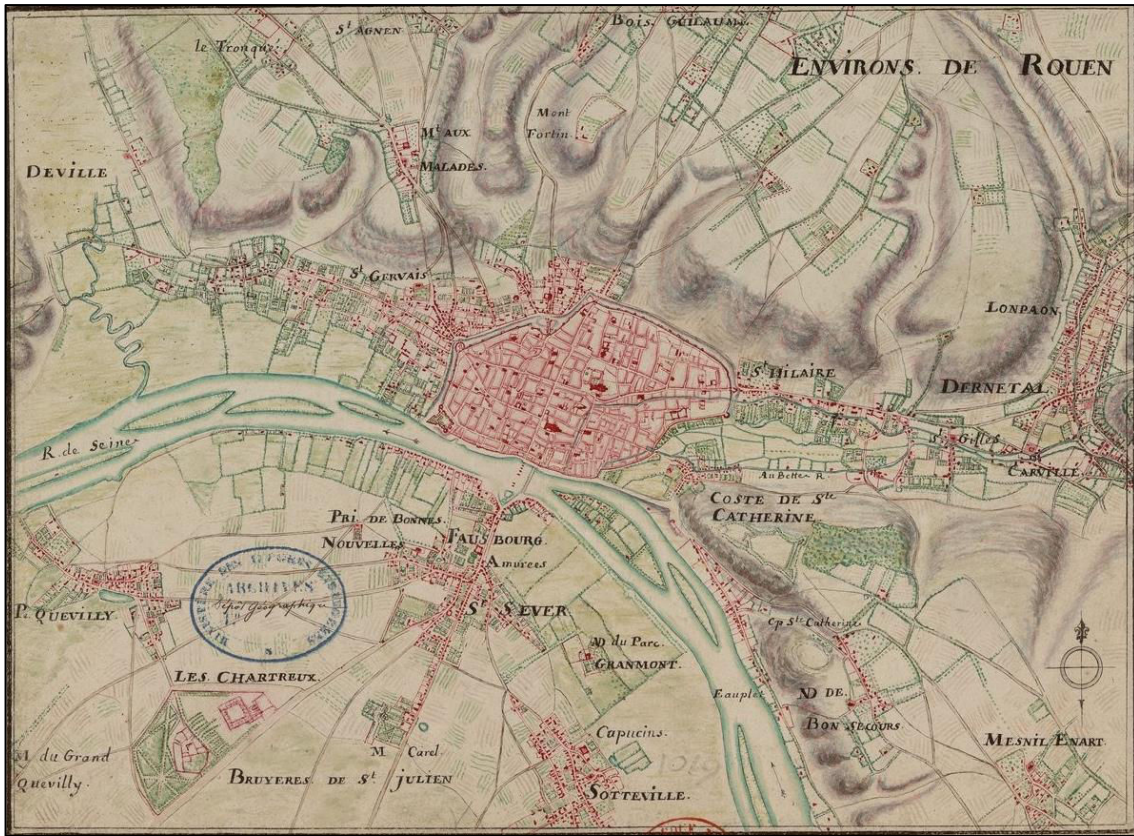 ENVIRONS. DE ROUEN
St AGNEN
BOIS. GUILAUME
le Tronquè
Mont
Fortin
Mt AUX
MALADES.
DEVILLE
St GERVAIS
LONPAON,
St HILAIRE
DERNETAL
R. de Seine
St Gilles
CARVILLE.
AuBette R.
COSTE DE Ste
CATHERINE
PRI. DE BONNES.
NOUVELLES
FAUSBOURG.
Amurees
St SEVER
P. QUEVILLY.
ARCHIVES
Dépôt Géographique
cp Ste Catherine
ND du Parc.
GRANMONT.
LES CHARTREUX.
Eauplet
ND DE.
BON SECOURS.
Capucins.
MESNIL ENART.
M. du Grand
Quevilly.
M Carel
BRUYERES. DE St. JULIEN
SOTTEVILLE.